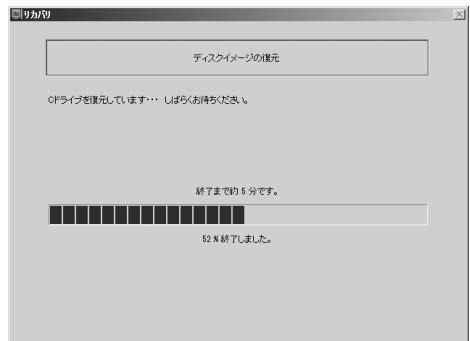 リカバリ
ディスクイメージの復元
Cドライブを復元しています・・・ しばらくお待ちください。
終了まで約 5 分です。
52 % 終了しました。